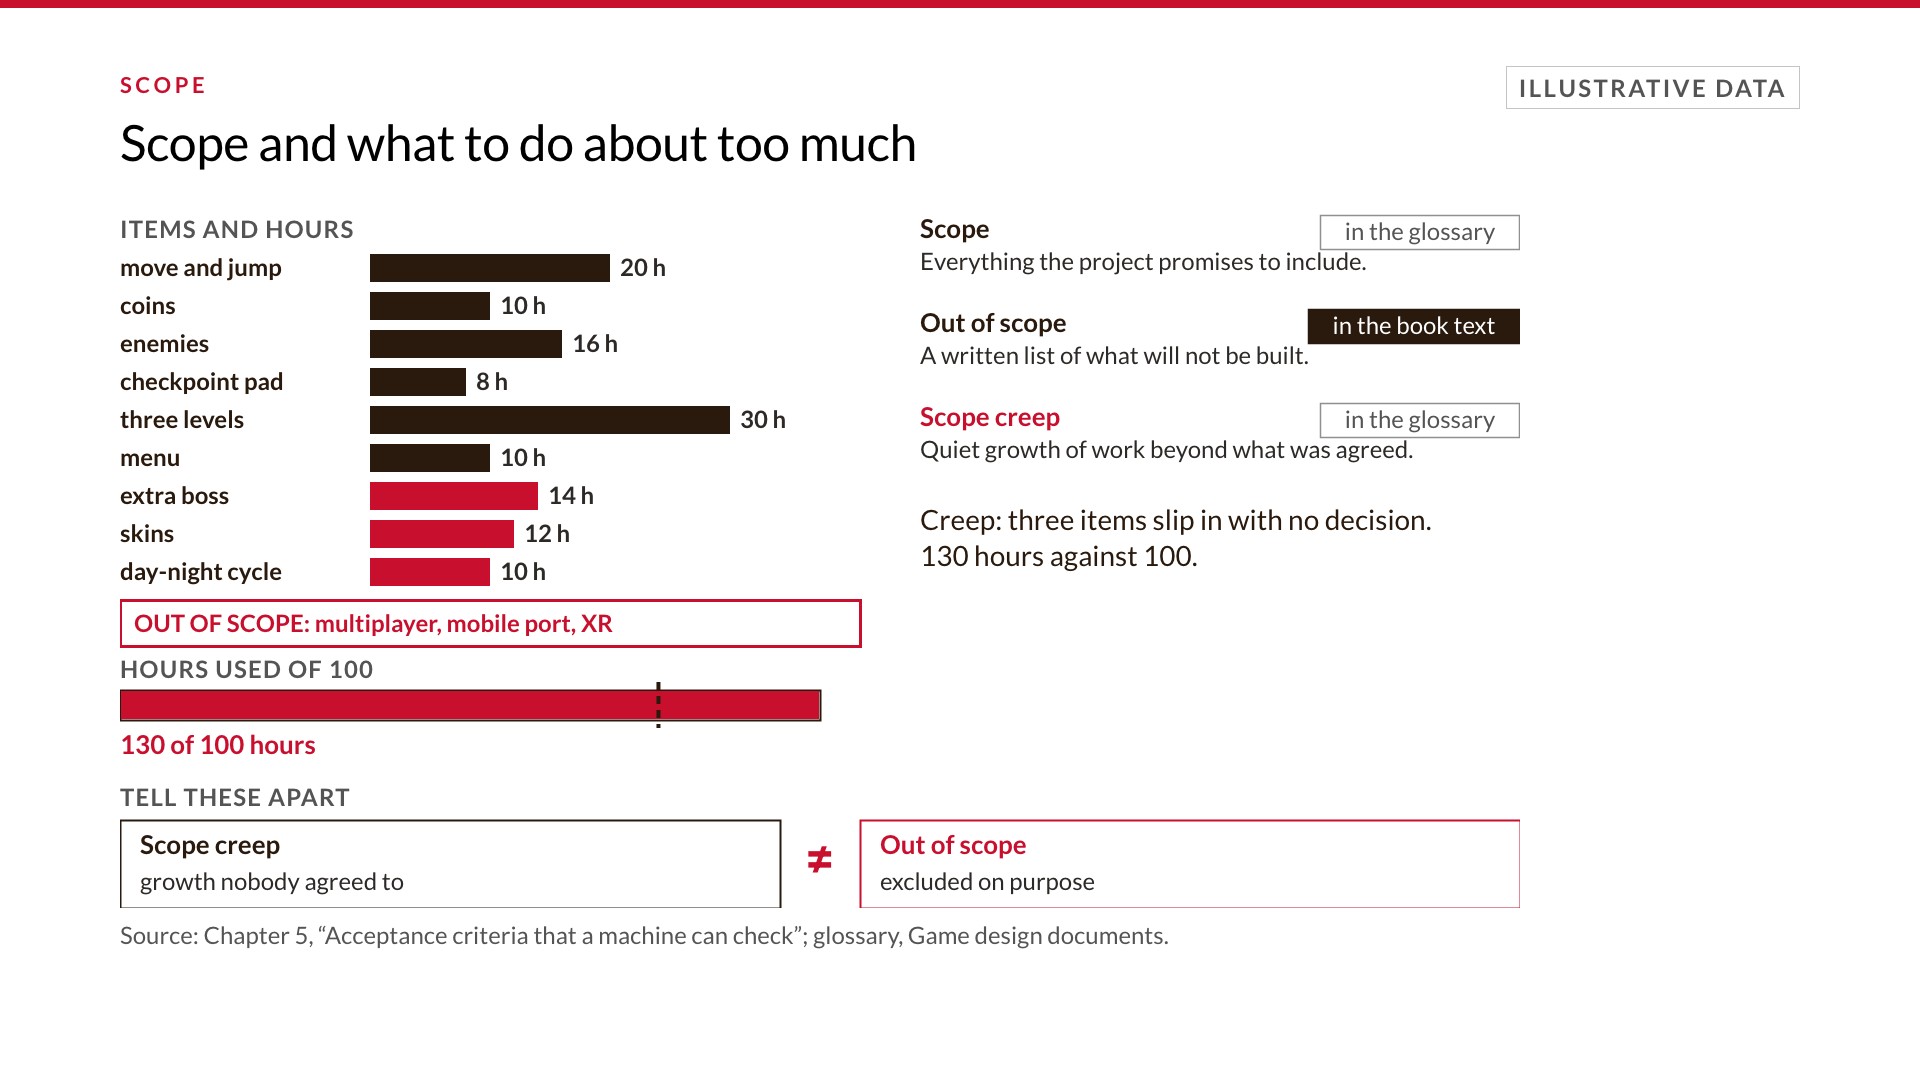 SCOPE
ILLUSTRATIVE DATA
Scope and what to do about too much
ITEMS AND HOURS
move and jump 20 h
coins 10 h
enemies 16 h
checkpoint pad 8 h
three levels 30 h
menu 10 h
extra boss 14 h
skins 12 h
day-night cycle 10 h
OUT OF SCOPE: multiplayer, mobile port, XR
HOURS USED OF 100
130 of 100 hours
Scope in the glossary
Everything the project promises to include.
Out of scope in the book text
A written list of what will not be built.
Scope creep in the glossary
Quiet growth of work beyond what was agreed.
Creep: three items slip in with no decision.
130 hours against 100.
TELL THESE APART
Scope creep
growth nobody agreed to
≠
Out of scope
excluded on purpose
Source: Chapter 5, “Acceptance criteria that a machine can check”; glossary, Game design documents.